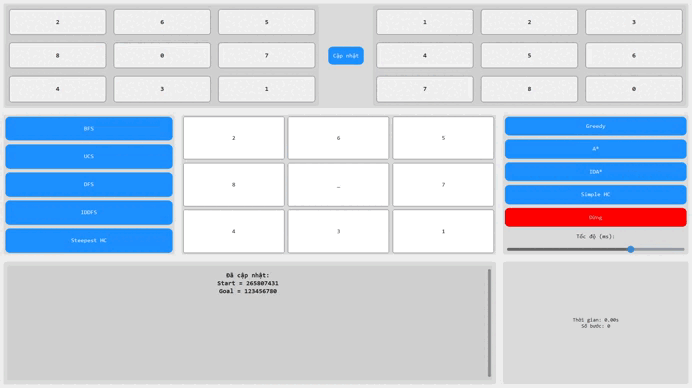 2 6 5 1 2 3
8 0 7 Cập nhật 4 5 6
4 3 1 7 8 0
BFS
UCS
DFS
IDDFS
Steepest HC
2 6 5
8 _ 7
4 3 1
Greedy
A*
IDA*
Simple HC
Dừng
Tốc độ (ms):
Đã cập nhật:
Start = 265807431
Goal = 123456780
Thời gian: 0.00s
Số bước: 0